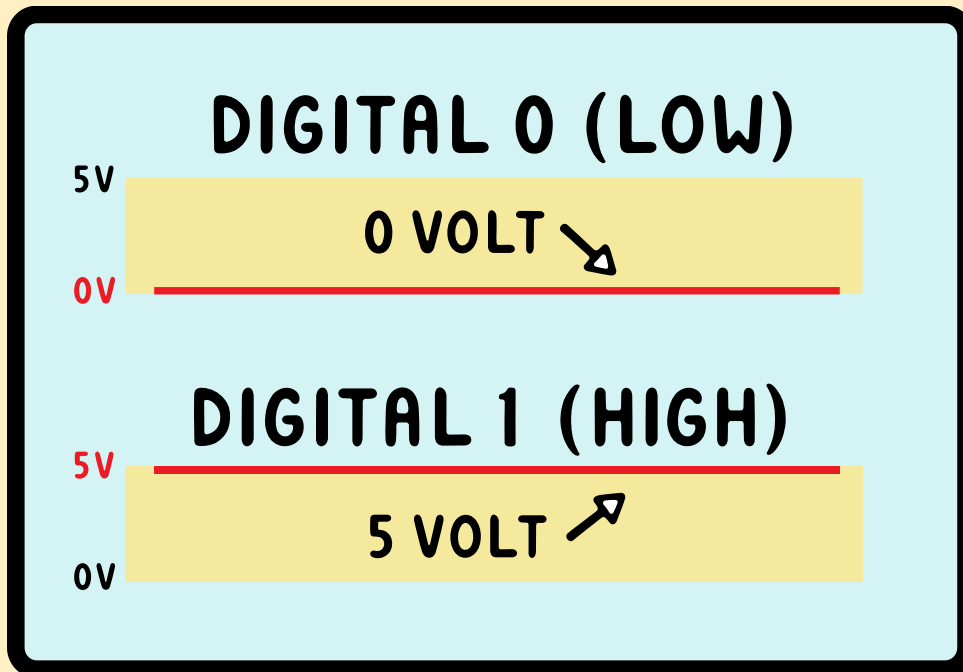 DIGITAL 0 (LOW)
5V
0 VOLT
0V
DIGITAL 1 (HIGH)
5V
5 VOLT
0V